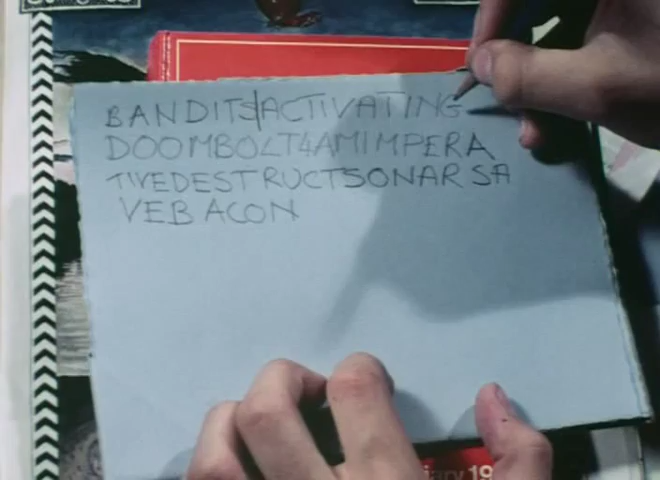 BANDITS|ACTIVATING
DOOMBOLT4AMIMPERA
TIVEDESTRUCTSONARSA
VEBACON